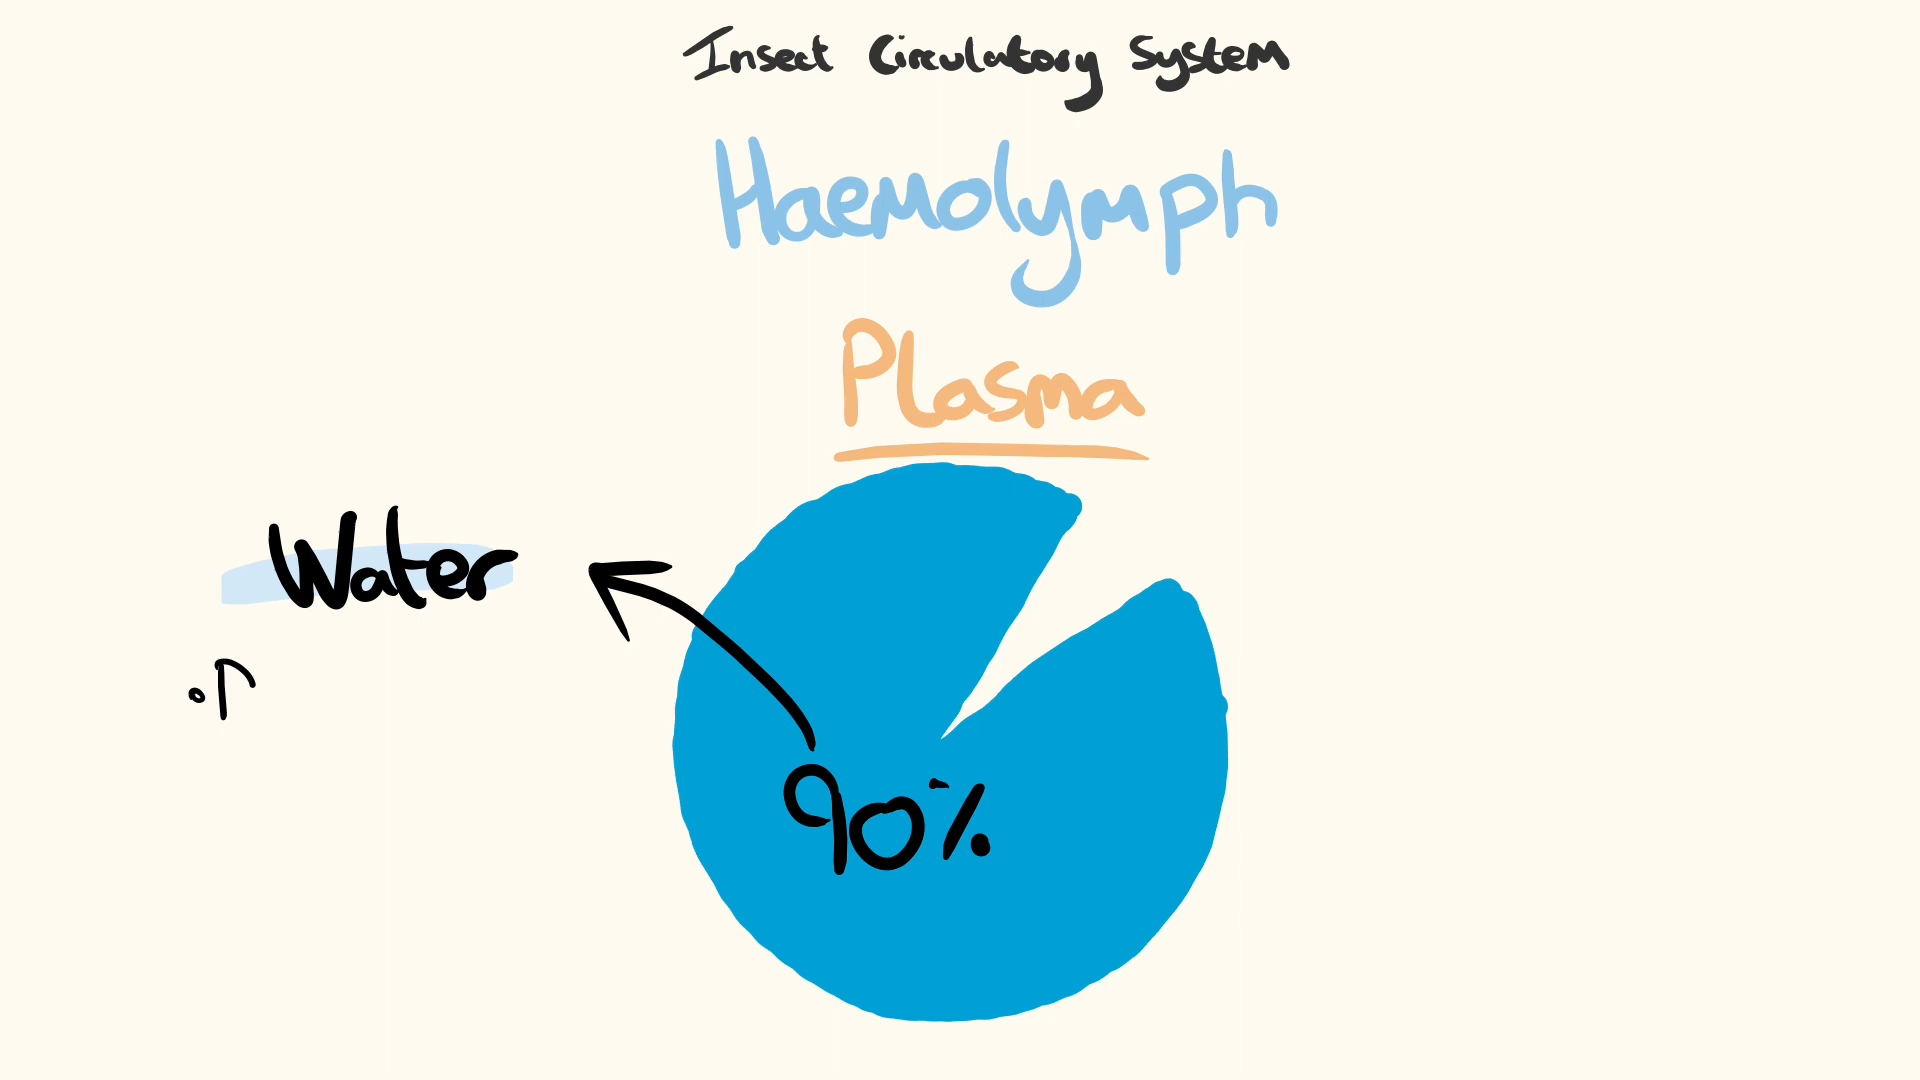 Insect Circulatory System
Haemolymph
Plasma
Water
90%